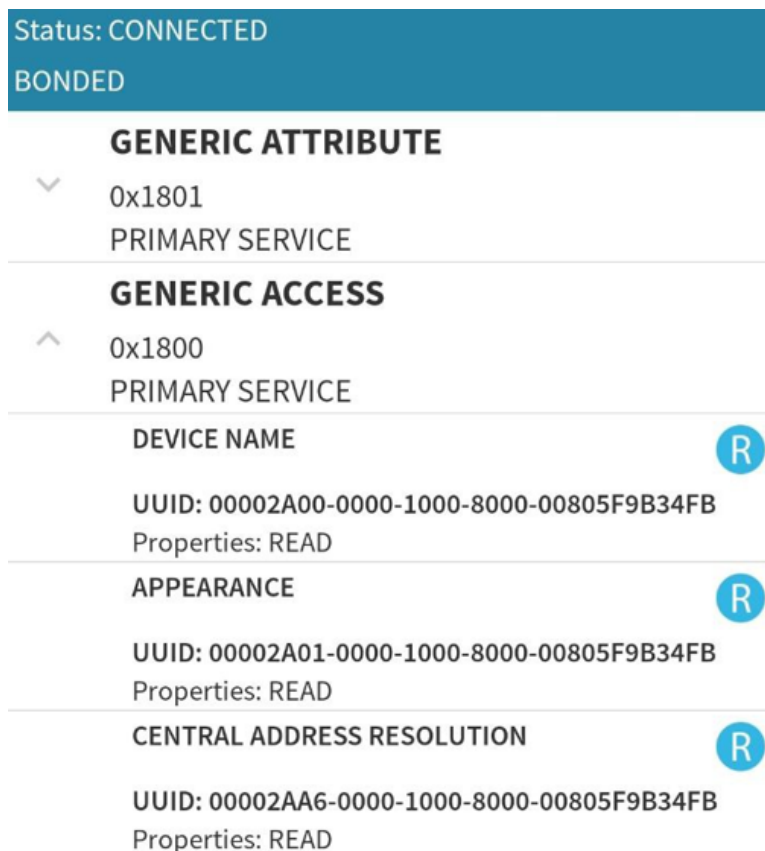 Status: CONNECTED
BONDED
GENERIC ATTRIBUTE
0x1801
PRIMARY SERVICE
GENERIC ACCESS
0x1800
PRIMARY SERVICE
DEVICE NAME
R
UUID: 00002A00-0000-1000-8000-00805F9B34FB
Properties: READ
APPEARANCE
R
UUID: 00002A01-0000-1000-8000-00805F9B34FB
Properties: READ
CENTRAL ADDRESS RESOLUTION
R
UUID: 00002AA6-0000-1000-8000-00805F9B34FB
Properties: READ